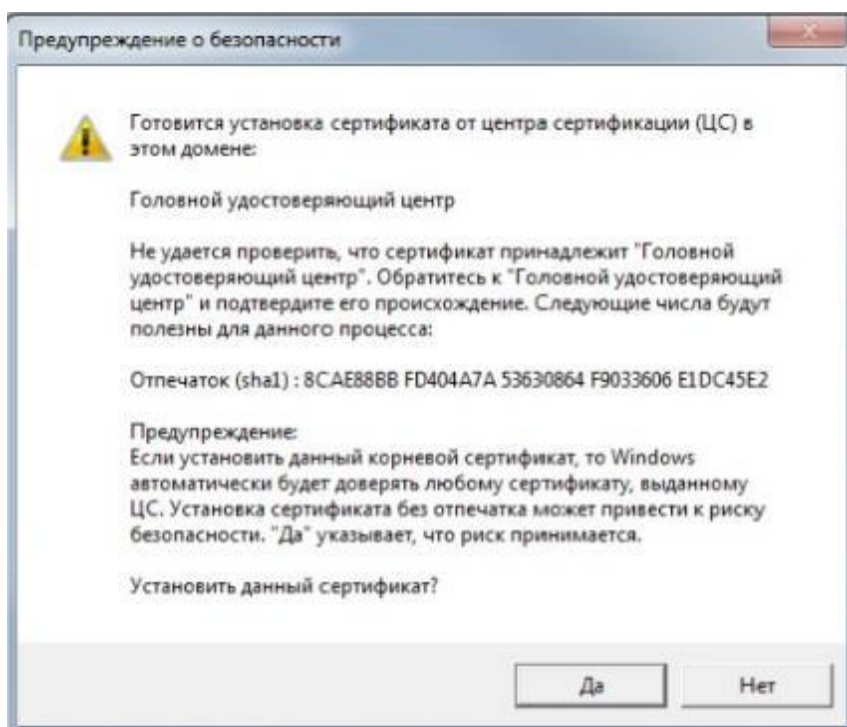 Предупреждение о безопасности
Готовится установка сертификата от центра сертификации (ЦС) в
этом домене:
Головной удостоверяющий центр
Не удается проверить, что сертификат принадлежит "Головной
удостоверяющий центр". Обратитесь к "Головной удостоверяющий
центр" и подтвердите его происхождение. Следующие числа будут
полезны для данного процесса:
Отпечаток (sha1) : 8CAE88BB FD404A7A 53630864 F9033606 E1DC45E2
Предупреждение:
Если установить данный корневой сертификат, то Windows
автоматически будет доверять любому сертификату, выданному
ЦС. Установка сертификата без отпечатка может привести к риску
безопасности. "Да" указывает, что риск принимается.
Установить данный сертификат?
Да
Нет